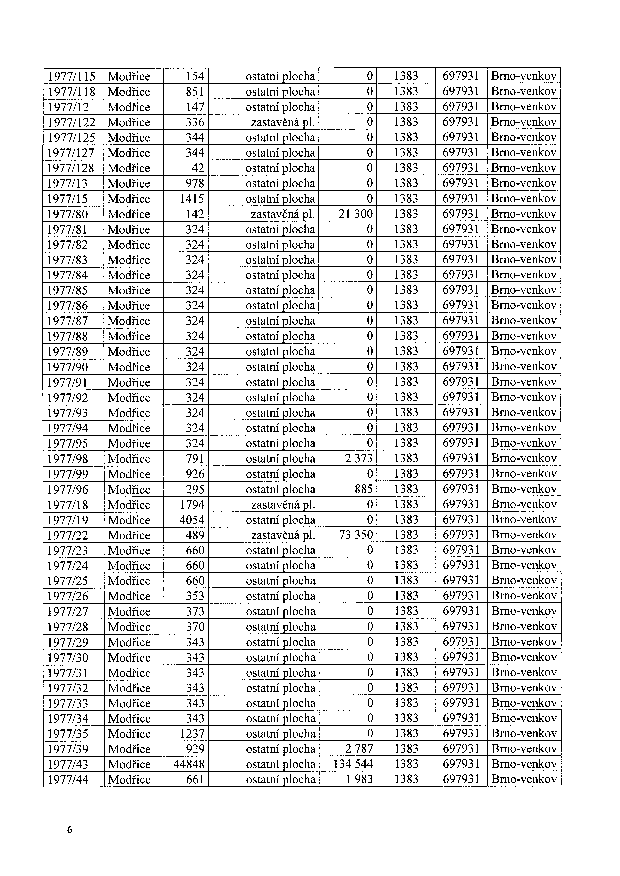 1977/115 Modřice 154 ostatní plocha 0 1383 697931 Brno-venkov
1977/118 Modřice 851 ostatní plocha 0 1383 697931 Brno-venkov
1977/12 Modřice 147 ostatní plocha 0 1383 697931 Brno-venkov
1977/122 Modřice 336 zastavěná pl. 0 1383 697931 Brno-venkov
1977/125 Modřice 344 ostatní plocha 0 1383 697931 Brno-venkov
1977/127 Modřice 344 ostatní plocha 0 1383 697931 Brno-venkov
1977/128 Modřice 42 ostatní plocha 0 1383 697931 Brno-venkov
1977/13 Modřice 978 ostatní plocha 0 1383 697931 Brno-venkov
1977/15 Modřice 1415 ostatní plocha 0 1383 697931 Brno-venkov
1977/80 Modřice 142 zastavěná pl. 21 300 1383 697931 Brno-venkov
1977/81 Modřice 324 ostatní plocha 0 1383 697931 Brno-venkov
1977/82 Modřice 324 ostatní plocha 0 1383 697931 Brno-venkov
1977/83 Modřice 324 ostatní plocha 0 1383 697931 Brno-venkov
1977/84 Modřice 324 ostatní plocha 0 1383 697931 Brno-venkov
1977/85 Modřice 324 ostatní plocha 0 1383 697931 Brno-venkov
1977/86 Modřice 324 ostatní plocha 0 1383 697931 Brno-venkov
1977/87 Modřice 324 ostatní plocha 0 1383 697931 Brno-venkov
1977/88 Modřice 324 ostatní plocha 0 1383 697931 Brno-venkov
1977/89 Modřice 324 ostatní plocha 0 1383 697931 Brno-venkov
1977/90 Modřice 324 ostatní plocha 0 1383 697931 Brno-venkov
1977/91 Modřice 324 ostatní plocha 0 1383 697931 Brno-venkov
1977/92 Modřice 324 ostatní plocha 0 1383 697931 Brno-venkov
1977/93 Modřice 324 ostatní plocha 0 1383 697931 Brno-venkov
1977/94 Modřice 324 ostatní plocha 0 1383 697931 Brno-venkov
1977/95 Modřice 324 ostatní plocha 0 1383 697931 Brno-venkov
1977/98 Modřice 791 ostatní plocha 2 373 1383 697931 Brno-venkov
1977/99 Modřice 926 ostatní plocha 0 1383 697931 Brno-venkov
1977/96 Modřice 295 ostatní plocha 885 1383 697931 Brno-venkov
1977/18 Modřice 1794 zastavěná pl. 0 1383 697931 Brno-venkov
1977/19 Modřice 4054 ostatní plocha 0 1383 697931 Brno-venkov
1977/22 Modřice 489 zastavěná pl. 73 350 1383 697931 Brno-venkov
1977/23 Modřice 660 ostatní plocha 0 1383 697931 Brno-venkov
1977/24 Modřice 660 ostatní plocha 0 1383 697931 Brno-venkov
1977/25 Modřice 660 ostatní plocha 0 1383 697931 Brno-venkov
1977/26 Modřice 353 ostatní plocha 0 1383 697931 Brno-venkov
1977/27 Modřice 373 ostatní plocha 0 1383 697931 Brno-venkov
1977/28 Modřice 370 ostatní plocha 0 1383 697931 Brno-venkov
1977/29 Modřice 343 ostatní plocha 0 1383 697931 Brno-venkov
1977/30 Modřice 343 ostatní plocha 0 1383 697931 Brno-venkov
1977/31 Modřice 343 ostatní plocha 0 1383 697931 Brno-venkov
1977/32 Modřice 343 ostatní plocha 0 1383 697931 Brno-venkov
1977/33 Modřice 343 ostatní plocha 0 1383 697931 Brno-venkov
1977/34 Modřice 343 ostatní plocha 0 1383 697931 Brno-venkov
1977/35 Modřice 1237 ostatní plocha 0 1383 697931 Brno-venkov
1977/39 Modřice 929 ostatní plocha 2 787 1383 697931 Brno-venkov
1977/43 Modřice 44848 ostatní plocha 134 544 1383 697931 Brno-venkov
1977/44 Modřice 661 ostatní plocha 1 983 1383 697931 Brno-venkov
6